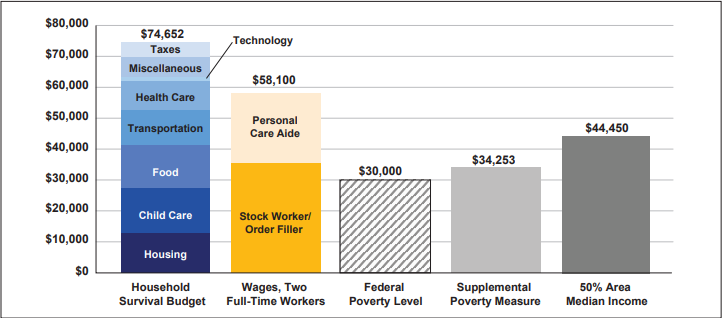 $80,000
$70,000
$60,000
$50,000
$40,000
$30,000
$20,000
$10,000
$0
$74,652
Taxes
Technology
Miscellaneous
Health Care
Transportation
Food
Child Care
Housing
$58,100
Personal
Care Aide
Stock Worker/
Order Filler
$30,000
$34,253
$44,450
Household
Survival Budget
Wages, Two
Full-Time Workers
Federal
Poverty Level
Supplemental
Poverty Measure
50% Area
Median Income